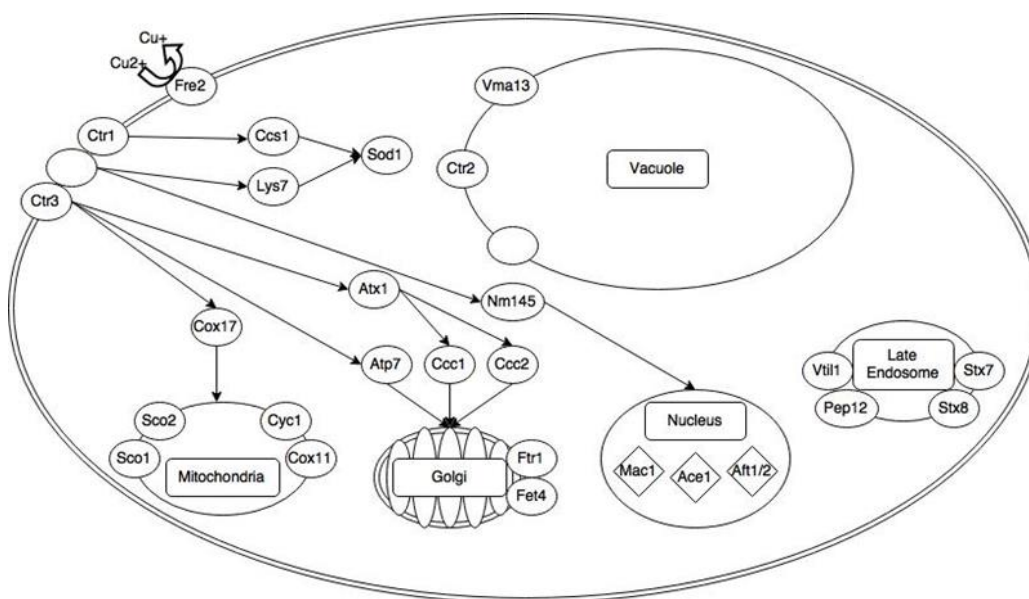 Cu+
Cu2+
Fre2
Vma13
Ctr1
Ccs1
Sod1
Ctr2
Vacuole
Lys7
Ctr3
Atx1
Nm145
Cox17
Atp7
Ccc1
Ccc2
Vtil1
Late
Endosome
Stx7
Pep12
Stx8
Sco2
Cyc1
Nucleus
Sco1
Mitochondria
Cox11
Golgi
Ftr1
Fet4
Mac1
Ace1
Aft1/2